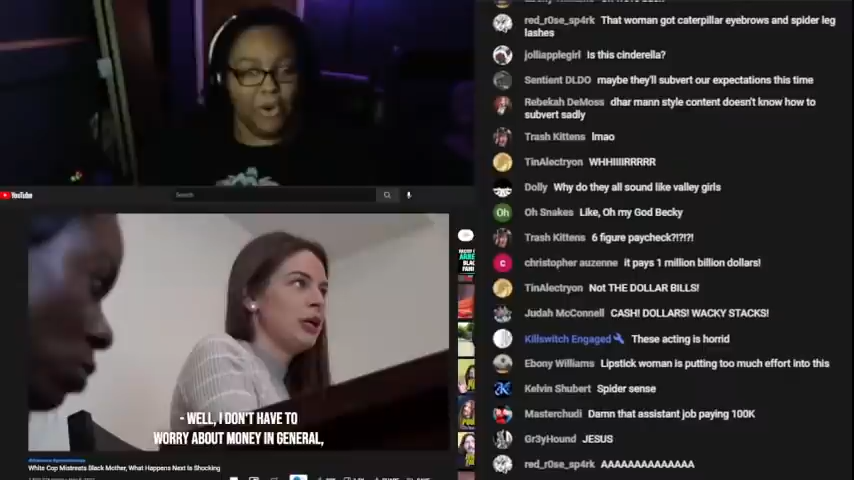 red_r0se_sp4rk That woman got caterpillar eyebrows and spider leg
lashes
jolliapplegirl Is this cinderella?
Sentient DLDO maybe they'll subvert our expectations this time
Rebekah DeMoss dhar mann style content doesn't know how to
subvert sadly
Trash Kittens lmao
TinAlectryon WHHIIIIRRRRR
Dolly Why do they all sound like valley girls
Oh Oh Snakes Like, Oh my God Becky
Trash Kittens 6 figure paycheck?!?!?!
c christopher auzenne it pays 1 million billion dollars!
TinAlectryon Not THE DOLLAR BILLS!
Judah McConnell CASH! DOLLARS! WACKY STACKS!
Killswitch Engaged These acting is horrid
Ebony Williams Lipstick woman is putting too much effort into this
Kelvin Shubert Spider sense
Masterchudi Damn that assistant job paying 100K
Gr3yHound JESUS
red_r0se_sp4rk AAAAAAAAAAAAAA
YouTube
Search
- WELL, I DON'T HAVE TO
WORRY ABOUT MONEY IN GENERAL,
White Cop Mistreats Black Mother, What Happens Next Is Shocking